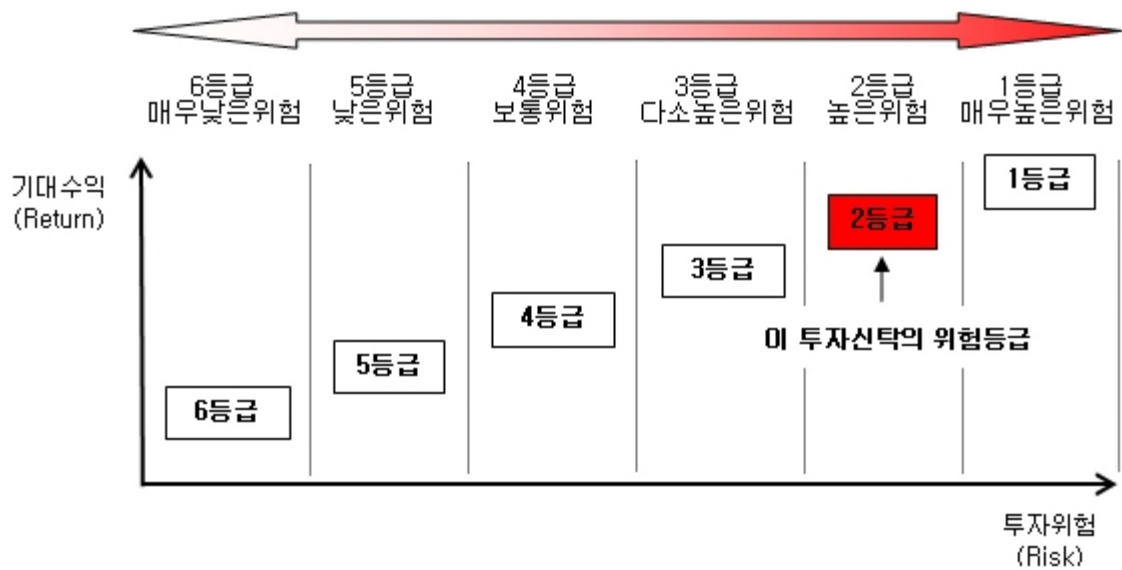 6등급 5등급 4등급 3등급 2등급 1등급
매우낮은위험 낮은위험 보통위험 다소높은위험 높은위험 매우높은위험
기대수익
(Return)
1등급
2등급
3등급
4등급
이 투자신탁의 위험등급
5등급
6등급
투자위험
(Risk)